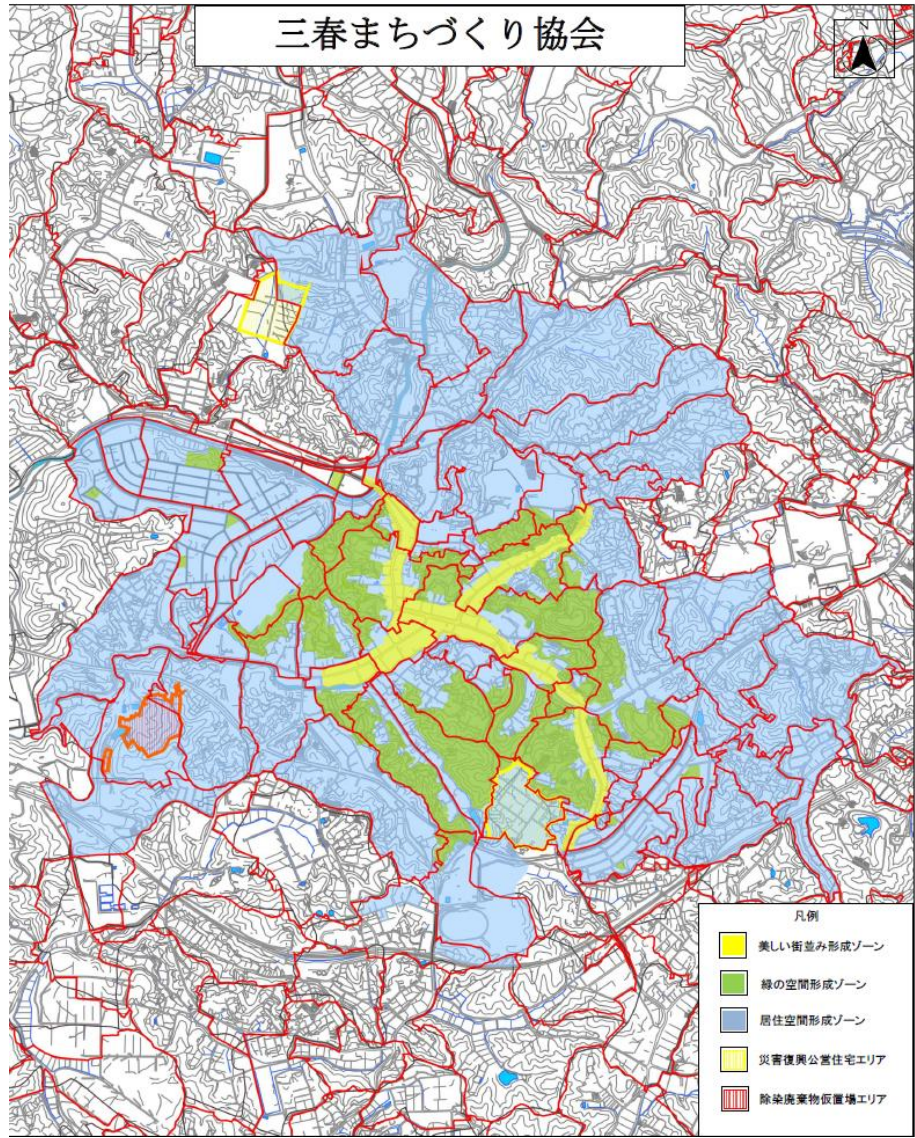 三春まちづくり協会
N
凡例
美しい街並み形成ゾーン
緑の空間形成ゾーン
居住空間形成ゾーン
災害復興公営住宅エリア
除染廃棄物仮置場エリア